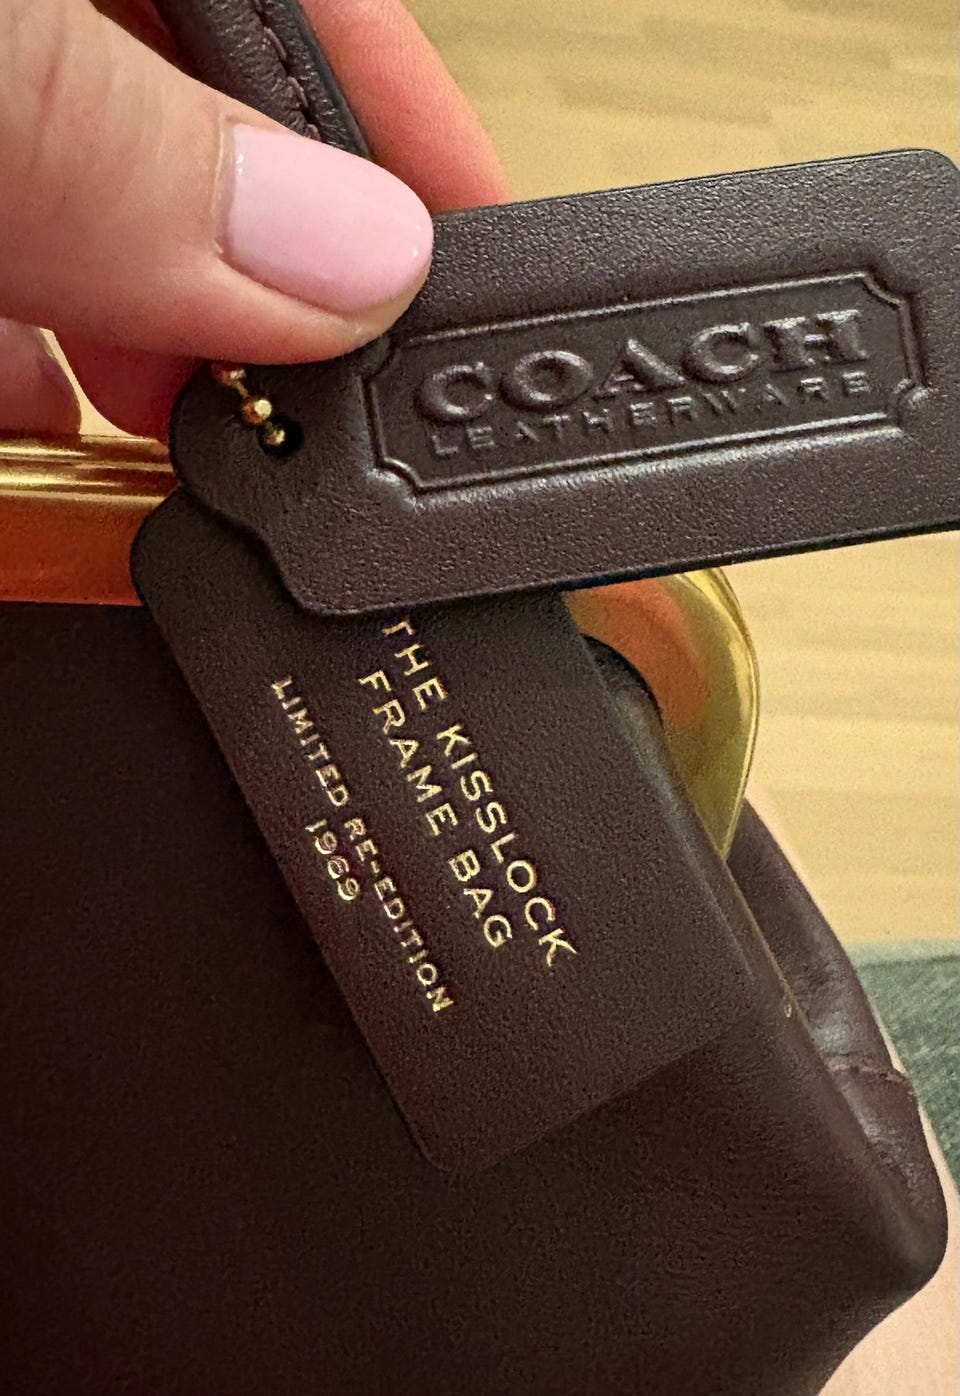 COACH
LEATHERWARE
THE KISSLOCK
FRAME BAG
LIMITED RE-EDITION
1969